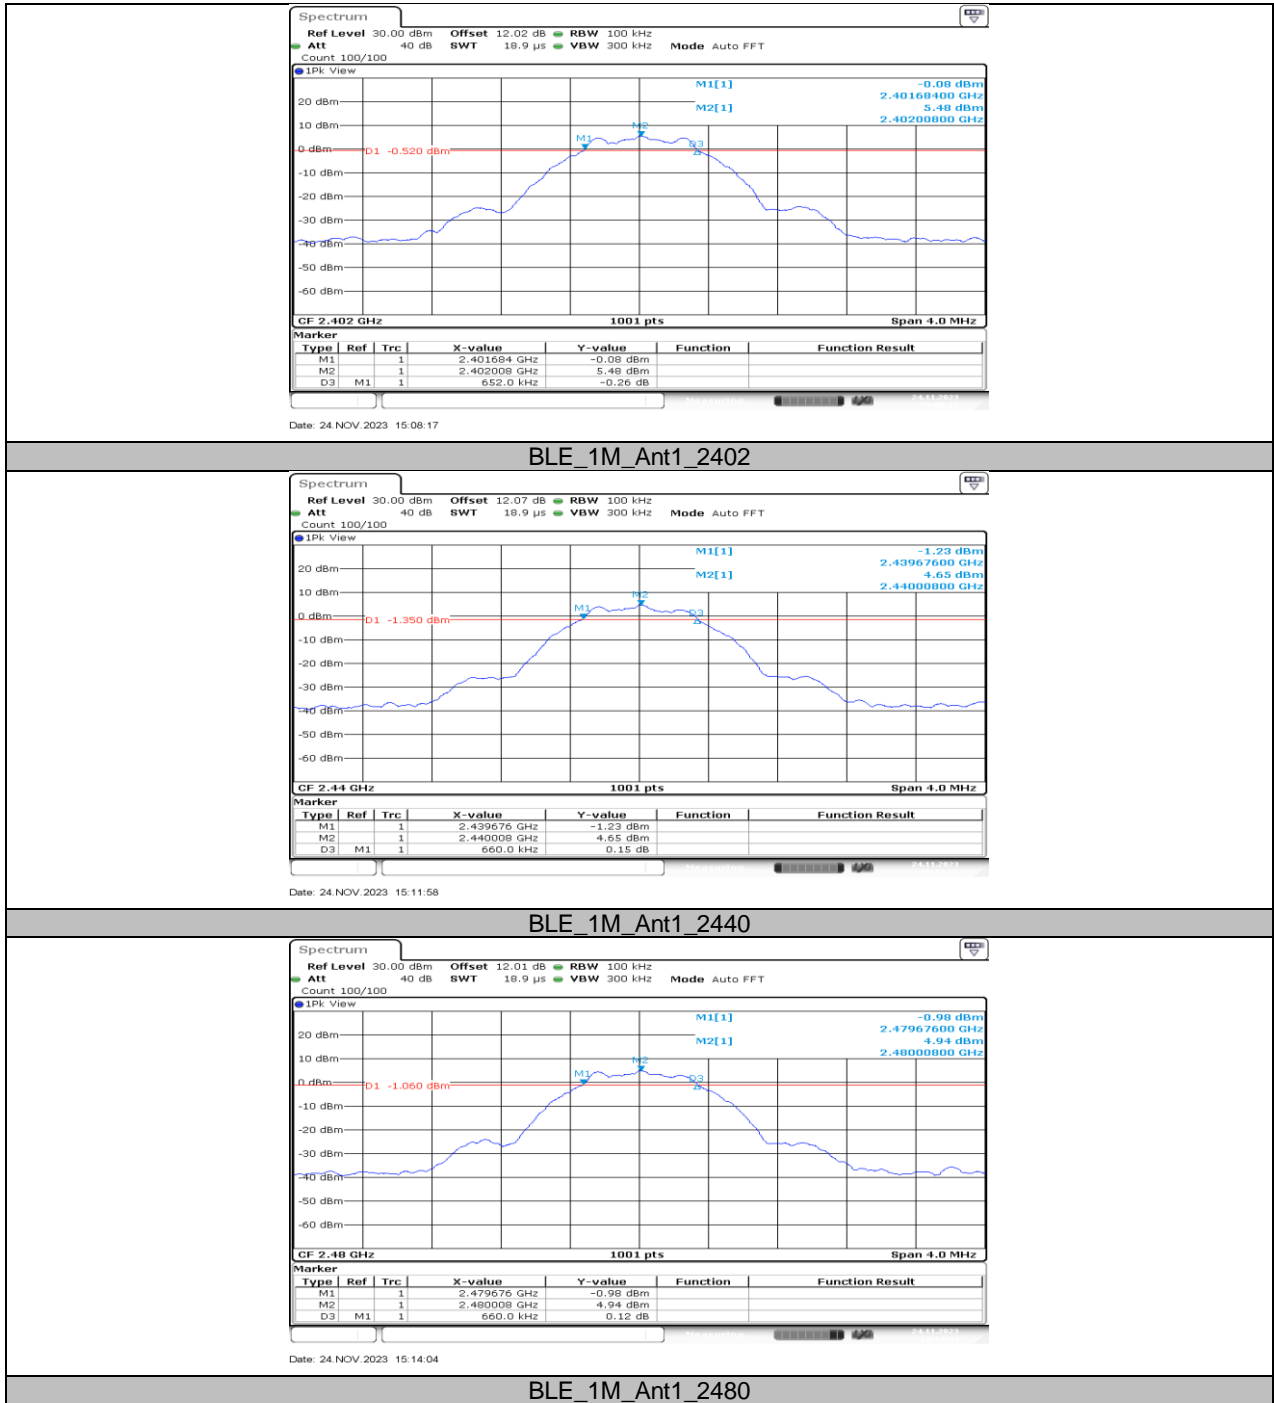 Spectrum
Ref Level 30.00 dBm Offset 12.02 dB RBW 100 kHz
Att 40 dB SWT 18.9 µs VBW 300 kHz Mode Auto FFT
Count 100/100
1Pk View
M1[1] -0.08 dBm
2.40168400 GHz
20 dBm
M2[1] 5.48 dBm
2.40200800 GHz
10 dBm
M2
M1
D3
0 dBm
D1 -0.520 dBm
-10 dBm
-20 dBm
-30 dBm
-40 dBm
-50 dBm
-60 dBm
CF 2.402 GHz 1001 pts Span 4.0 MHz
Marker
Type Ref Trc X-value Y-value Function Function Result
M1 1 2.401684 GHz -0.08 dBm
M2 1 2.402008 GHz 5.48 dBm
D3 M1 1 652.0 kHz -0.26 dB
24.11.2023
Date: 24.NOV.2023 15:08:17
BLE_1M_Ant1_2402
Spectrum
Ref Level 30.00 dBm Offset 12.07 dB RBW 100 kHz
Att 40 dB SWT 18.9 µs VBW 300 kHz Mode Auto FFT
Count 100/100
1Pk View
M1[1] -1.23 dBm
2.43967600 GHz
20 dBm
M2[1] 4.65 dBm
2.44000800 GHz
10 dBm
M2
M1
D3
0 dBm
D1 -1.350 dBm
-10 dBm
-20 dBm
-30 dBm
-40 dBm
-50 dBm
-60 dBm
CF 2.44 GHz 1001 pts Span 4.0 MHz
Marker
Type Ref Trc X-value Y-value Function Function Result
M1 1 2.439676 GHz -1.23 dBm
M2 1 2.440008 GHz 4.65 dBm
D3 M1 1 660.0 kHz 0.15 dB
24.11.2023
Date: 24.NOV.2023 15:11:58
BLE_1M_Ant1_2440
Spectrum
Ref Level 30.00 dBm Offset 12.01 dB RBW 100 kHz
Att 40 dB SWT 18.9 µs VBW 300 kHz Mode Auto FFT
Count 100/100
1Pk View
M1[1] -0.98 dBm
2.47967600 GHz
20 dBm
M2[1] 4.94 dBm
2.48000800 GHz
10 dBm
M2
M1
D3
0 dBm
D1 -1.060 dBm
-10 dBm
-20 dBm
-30 dBm
-40 dBm
-50 dBm
-60 dBm
CF 2.48 GHz 1001 pts Span 4.0 MHz
Marker
Type Ref Trc X-value Y-value Function Function Result
M1 1 2.479676 GHz -0.98 dBm
M2 1 2.480008 GHz 4.94 dBm
D3 M1 1 660.0 kHz 0.12 dB
24.11.2023
Date: 24.NOV.2023 15:14:04
BLE_1M_Ant1_2480